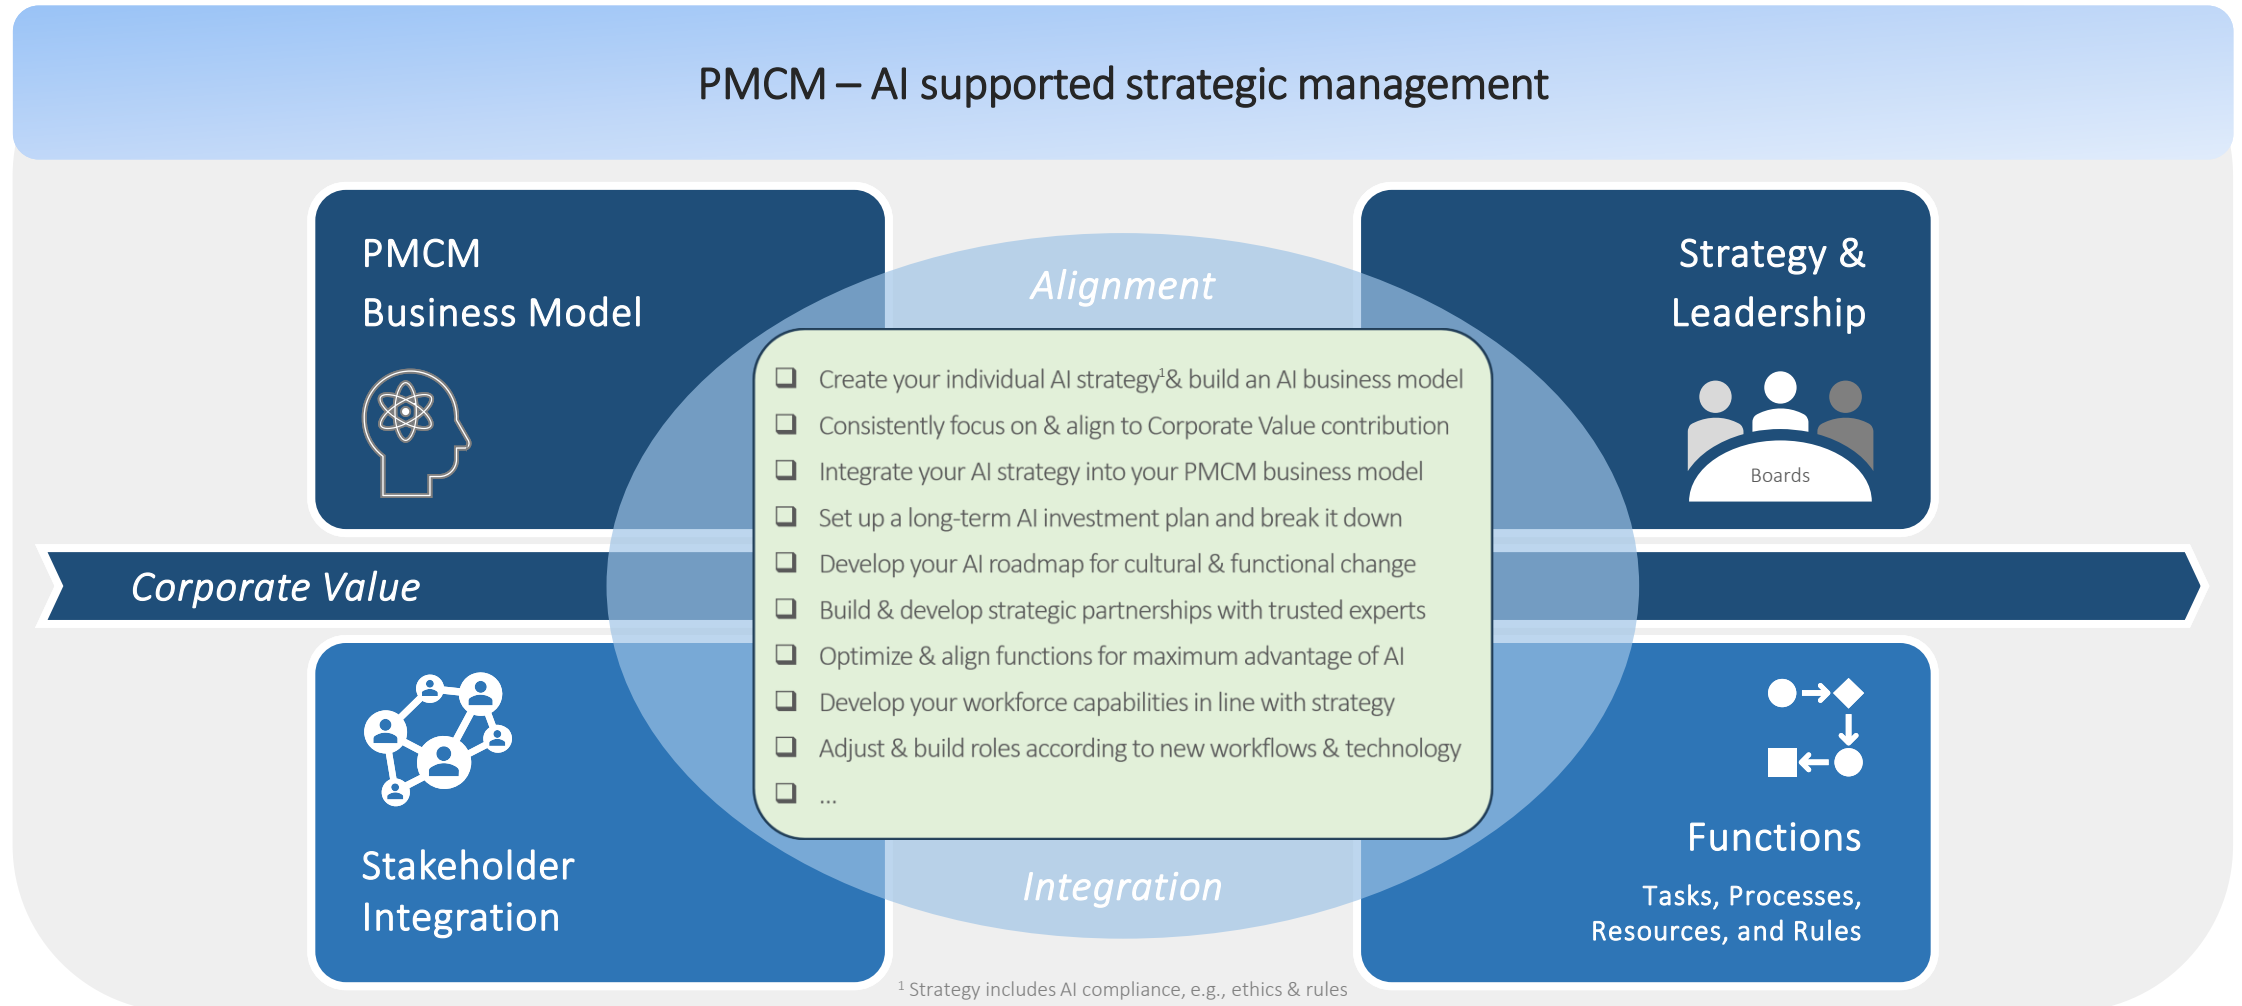 PMCM – AI supported strategic management
PMCM
Business Model
Strategy &
Leadership
Boards
Alignment
❑ Create your individual AI strategy¹& build an AI business model
❑ Consistently focus on & align to Corporate Value contribution
❑ Integrate your AI strategy into your PMCM business model
❑ Set up a long-term AI investment plan and break it down
❑ Develop your AI roadmap for cultural & functional change
❑ Build & develop strategic partnerships with trusted experts
❑ Optimize & align functions for maximum advantage of AI
❑ Develop your workforce capabilities in line with strategy
❑ Adjust & build roles according to new workflows & technology
❑ ...
Corporate Value
Stakeholder
Integration
Integration
Functions
Tasks, Processes,
Resources, and Rules
¹ Strategy includes AI compliance, e.g., ethics & rules